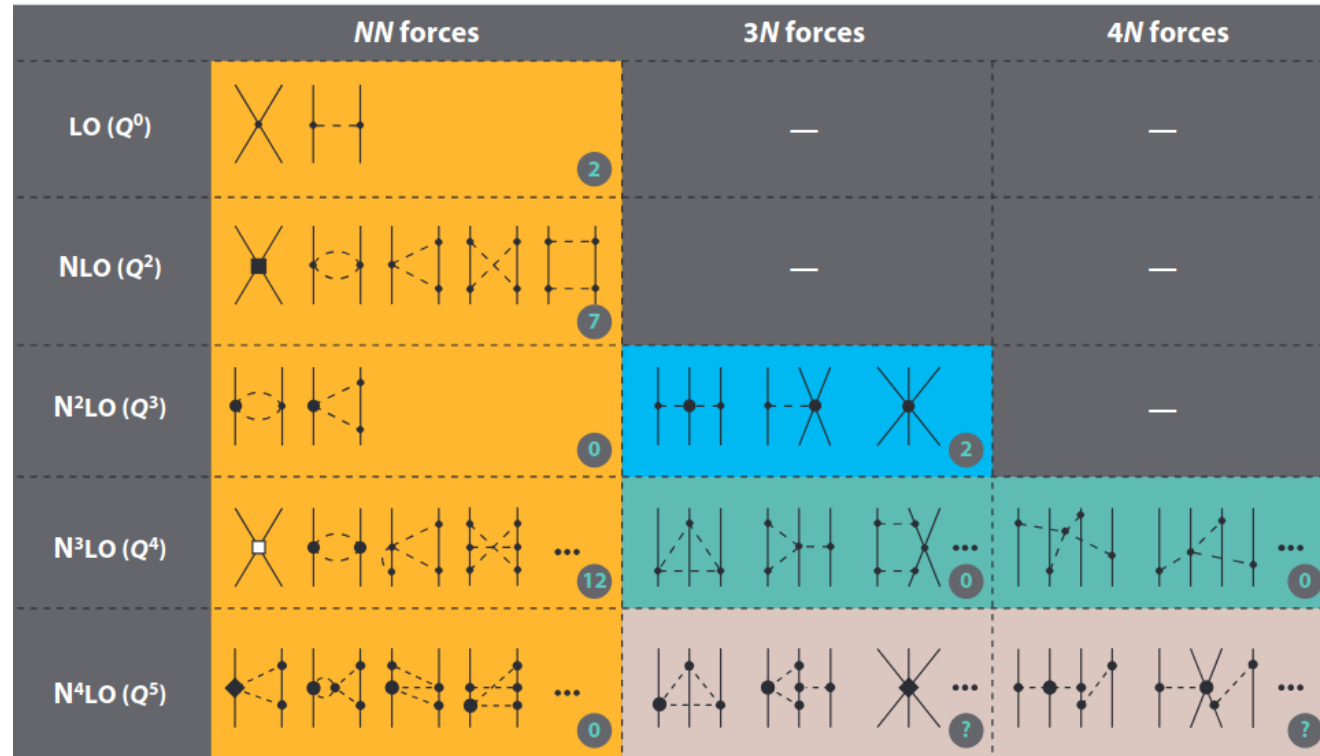 NN forces 3N forces 4N forces
LO (Q⁰) — —
2
NLO (Q²) — —
7
N²LO (Q³) —
0 2
N³LO (Q⁴) ... ... ...
12 0 0
N⁴LO (Q⁵) ... ... ...
0 ? ?